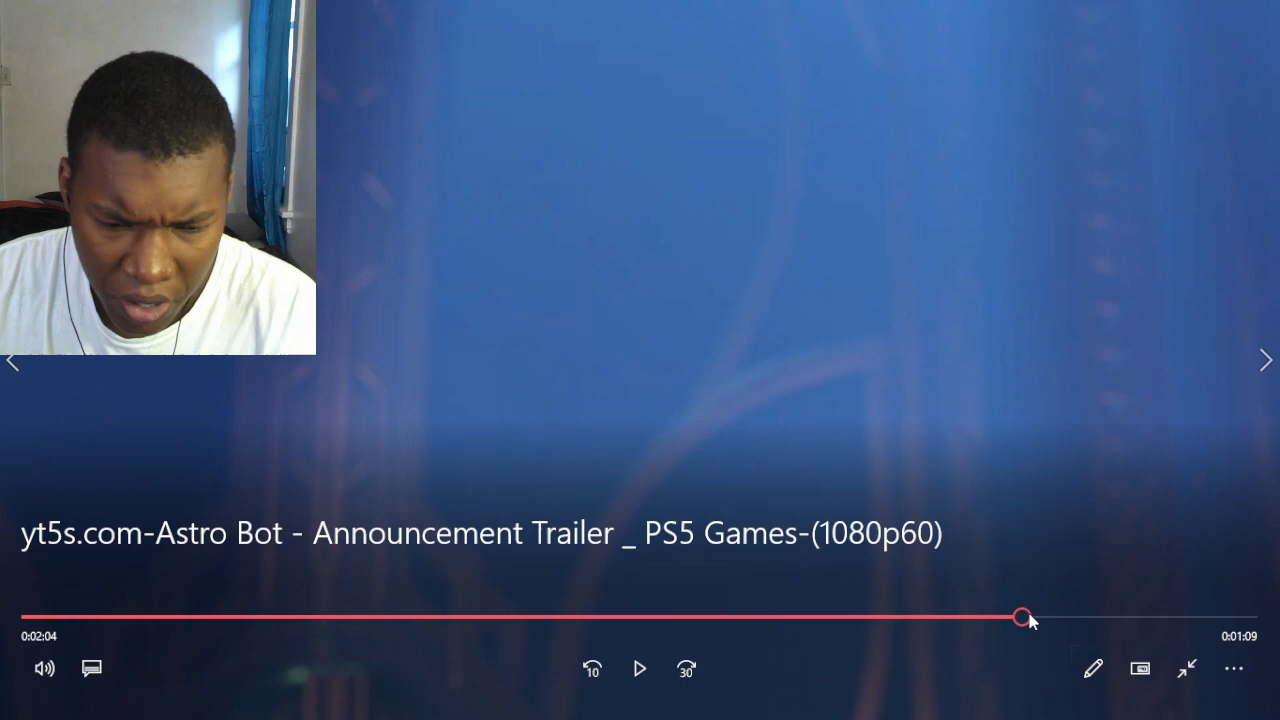 yt5s.com-Astro Bot - Announcement Trailer _ PS5 Games-(1080p60)
0:02:04
0:01:09
10
30